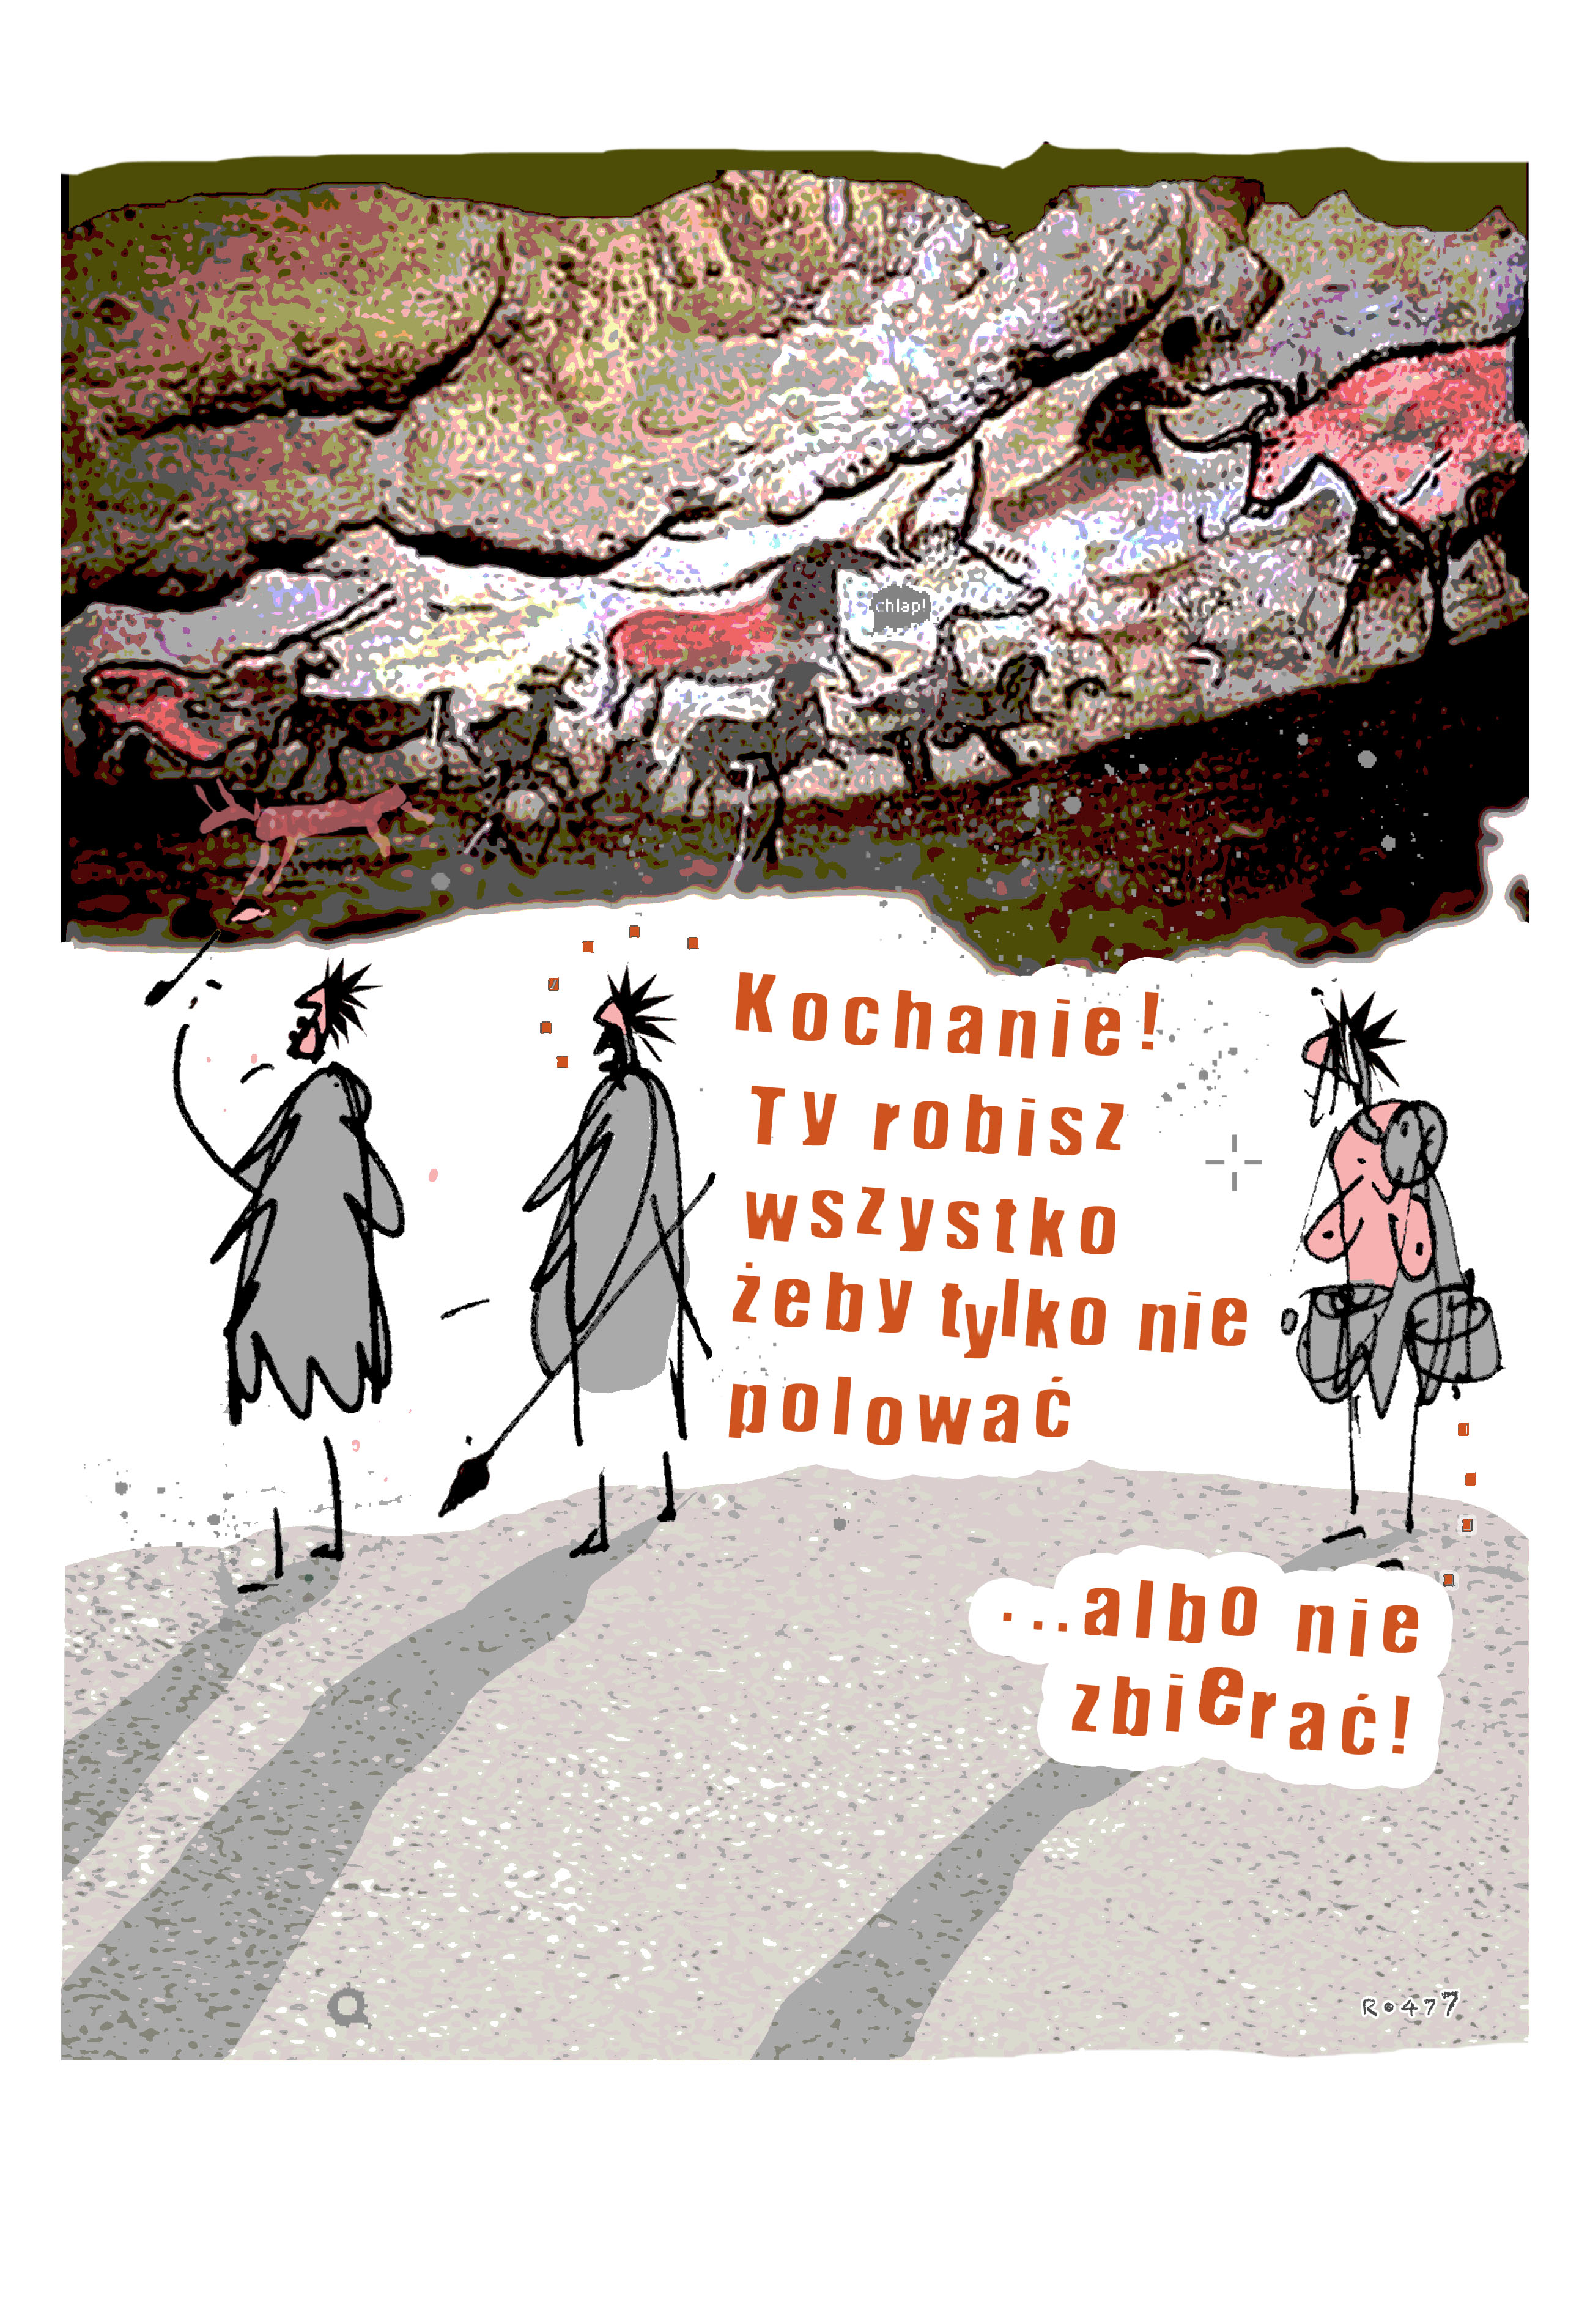 chlap!
Kochanie!
Ty robisz
wszystko
żeby tylko nie
polować
...albo nie
zbierać!
R•477